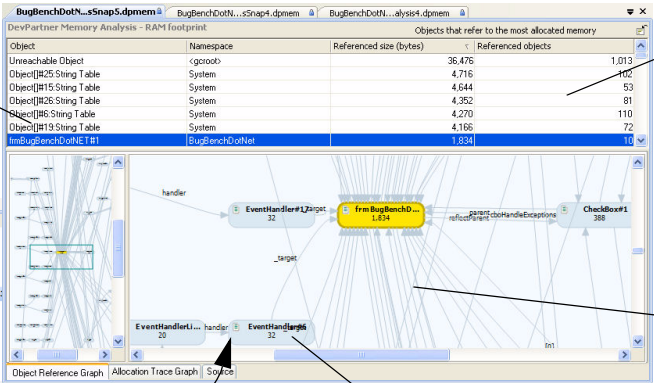 BugBenchDotN...sSnap5.dpmem BugBenchDotN...sSnap4.dpmem BugBenchDotN...alysis4.dpmem
DevPartner Memory Analysis - RAM footprint Objects that refer to the most allocated memory
Object Namespace Referenced size (bytes) Referenced objects
Unreachable Object <gcroot> 36,476 1,013
Object[]#25:String Table System 4,716 102
Object[]#15:String Table System 4,644 53
Object[]#26:String Table System 4,352 81
Object[]#6:String Table System 4,270 110
Object[]#19:String Table System 4,166 72
frmBugBenchDotNET#1 BugBenchDotNet 1,834 10
handler
EventHandler#17 _target frmBugBenchD... parent cboHandleExceptions CheckBox#1
32 1,834 reflectParent 388
_target
EventHandlerLi... handler EventHandler#6 _target
20 32
Object Reference Graph Allocation Trace Graph Source